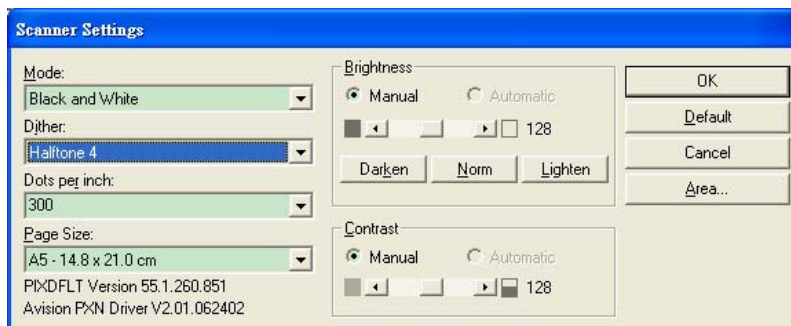 Scanner Settings
Mode:
Black and White
Dither:
Halftone 4
Dots per inch:
300
Page Size:
A5 - 14.8 x 21.0 cm
PIXDFLT Version 55.1.260.851
Avision PXN Driver V2.01.062402
Brightness
Manual
Automatic
128
Darken
Norm
Lighten
Contrast
Manual
Automatic
128
OK
Default
Cancel
Area...